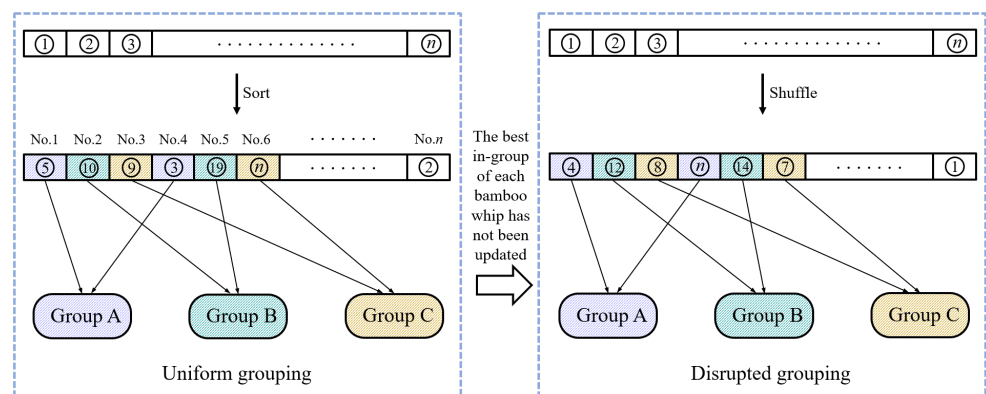 ① ② ③ ·············· ⓝ
Sort
No.1 No.2 No.3 No.4 No.5 No.6 ······· No.n
⑤ ⑩ ⑨ ③ ⑲ ⓝ ······· ②
Group A Group B Group C
Uniform grouping
The best
in-group
of each
bamboo
whip has
not been
updated
① ② ③ ·············· ⓝ
Shuffle
④ ⑫ ⑧ ⓝ ⑭ ⑦ ······· ①
Group A Group B Group C
Disrupted grouping